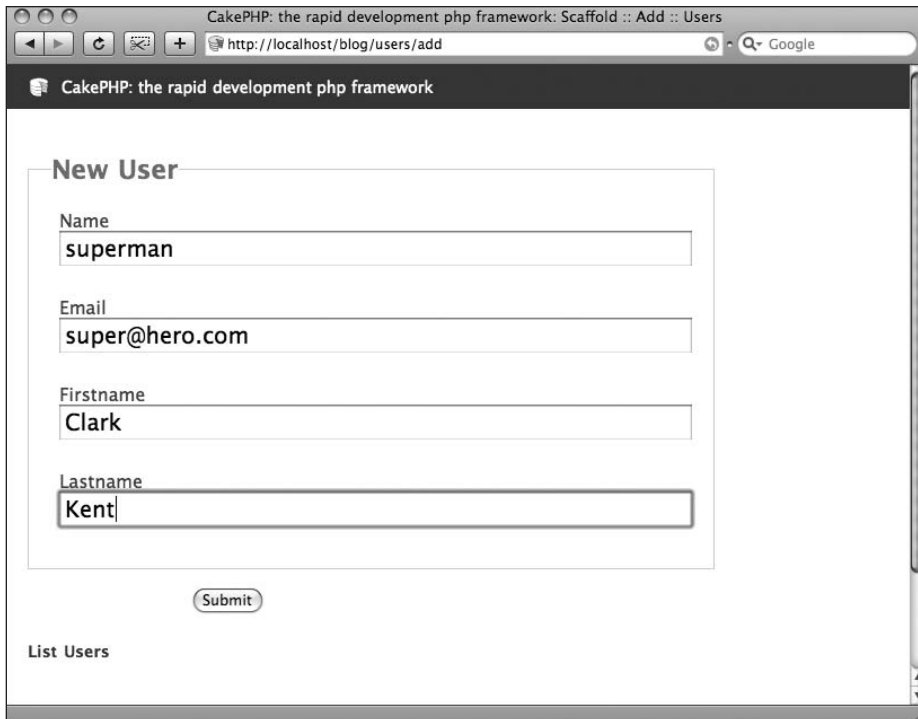 CakePHP: the rapid development php framework: Scaffold :: Add :: Users
http://localhost/blog/users/add
Google
CakePHP: the rapid development php framework
New User
Name
superman
Email
super@hero.com
Firstname
Clark
Lastname
Kent
Submit
List Users